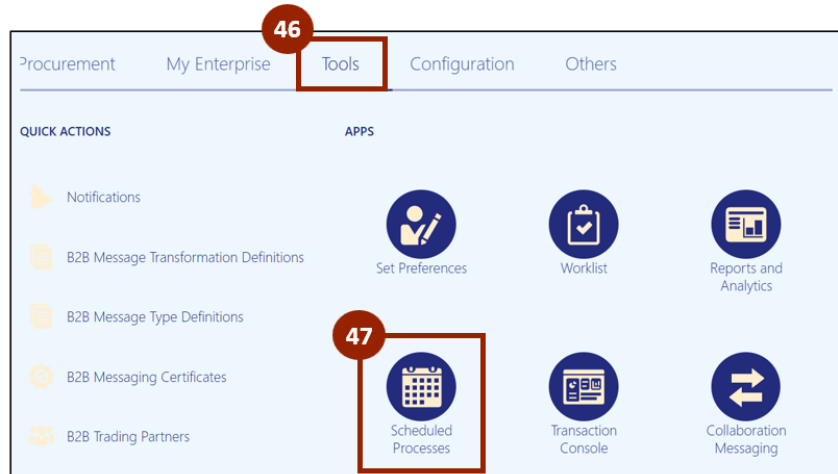 46
Procurement My Enterprise Tools Configuration Others
QUICK ACTIONS
APPS
Notifications
B2B Message Transformation Definitions
B2B Message Type Definitions
B2B Messaging Certificates
B2B Trading Partners
Set Preferences
Worklist
Reports and
Analytics
47
Scheduled
Processes
Transaction
Console
Collaboration
Messaging